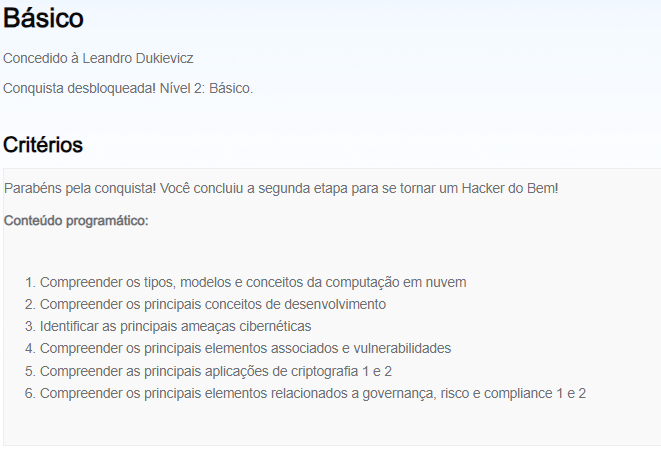 Básico
Concedido à Leandro Dukievicz
Conquista desbloqueada! Nível 2: Básico.
Critérios
Parabéns pela conquista! Você concluiu a segunda etapa para se tornar um Hacker do Bem!
Conteúdo programático:
1. Compreender os tipos, modelos e conceitos da computação em nuvem
2. Compreender os principais conceitos de desenvolvimento
3. Identificar as principais ameaças cibernéticas
4. Compreender os principais elementos associados e vulnerabilidades
5. Compreender as principais aplicações de criptografia 1 e 2
6. Compreender os principais elementos relacionados a governança, risco e compliance 1 e 2